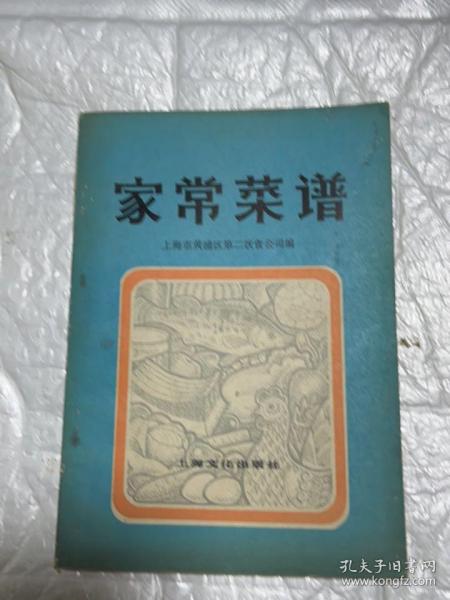 家常菜谱
上海市黄浦区第二饮食公司编
上海文化出版社
孔夫子旧书网
www.kongfz.com